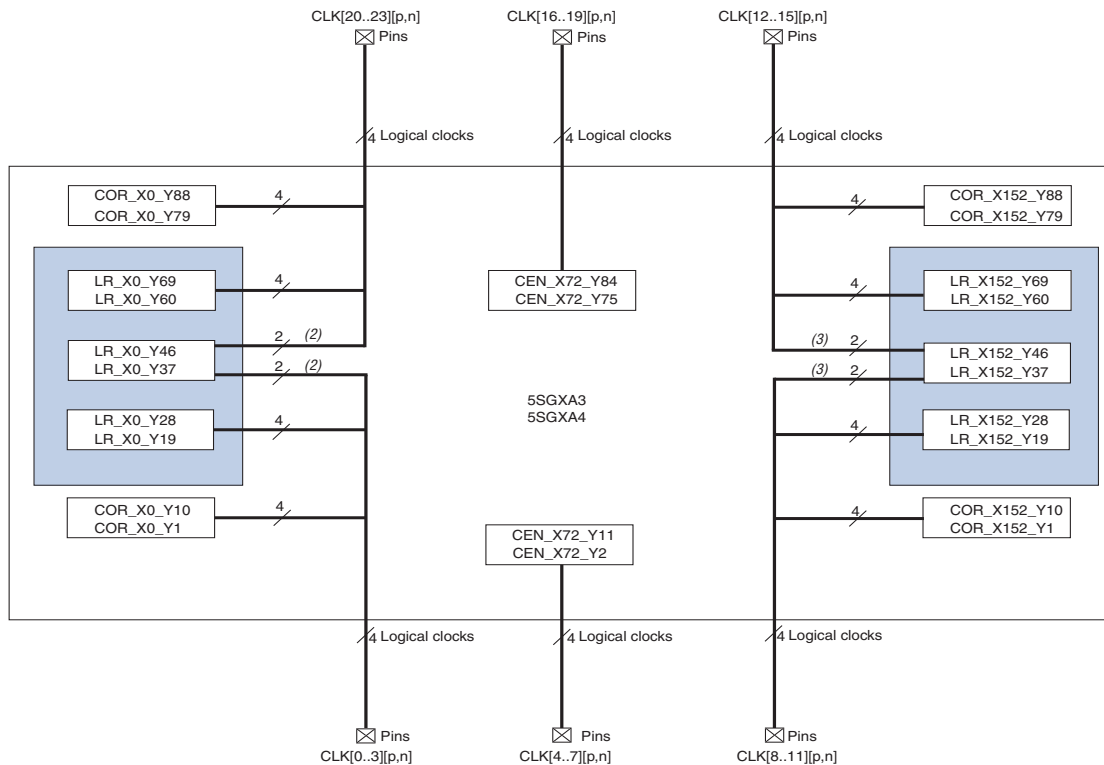 CLK[20..23][p,n]
CLK[16..19][p,n]
CLK[12..15][p,n]
Pins
Pins
Pins
4 Logical clocks
4 Logical clocks
4 Logical clocks
COR_X0_Y88
COR_X0_Y79
4
4
COR_X152_Y88
COR_X152_Y79
LR_X0_Y69
LR_X0_Y60
4
CEN_X72_Y84
CEN_X72_Y75
4
LR_X152_Y69
LR_X152_Y60
LR_X0_Y46
LR_X0_Y37
2 (2)
2 (2)
(3) 2
(3) 2
LR_X152_Y46
LR_X152_Y37
5SGXA3
5SGXA4
LR_X0_Y28
LR_X0_Y19
4
4
LR_X152_Y28
LR_X152_Y19
COR_X0_Y10
COR_X0_Y1
4
CEN_X72_Y11
CEN_X72_Y2
4
COR_X152_Y10
COR_X152_Y1
4 Logical clocks
4 Logical clocks
4 Logical clocks
Pins
Pins
Pins
CLK[0..3][p,n]
CLK[4..7][p,n]
CLK[8..11][p,n]